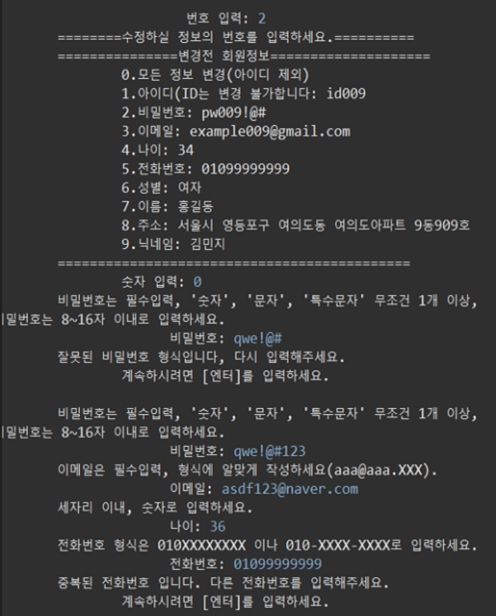 번호 입력: 2
========수정하실 정보의 번호를 입력하세요.==========
===============변경전 회원정보====================
0.모든 정보 변경(아이디 제외)
1.아이디(ID는 변경 불가합니다: id009
2.비밀번호: pw009!@#
3.이메일: example009@gmail.com
4.나이: 34
5.전화번호: 01099999999
6.성별: 여자
7.이름: 홍길동
8.주소: 서울시 영등포구 여의도동 여의도아파트 9동909호
9.닉네임: 김민지
============================================
숫자 입력: 0
비밀번호는 필수입력, '숫자', '문자', '특수문자' 무조건 1개 이상,
밀번호는 8~16자 이내로 입력하세요.
비밀번호: qwe!@#
잘못된 비밀번호 형식입니다, 다시 입력해주세요.
계속하시려면 [엔터]를 입력하세요.
비밀번호는 필수입력, '숫자', '문자', '특수문자' 무조건 1개 이상,
밀번호는 8~16자 이내로 입력하세요.
비밀번호: qwe!@#123
이메일은 필수입력, 형식에 알맞게 작성하세요(aaa@aaa.XXX).
이메일: asdf123@naver.com
세자리 이내, 숫자로 입력하세요.
나이: 36
전화번호 형식은 010XXXXXXXX 이나 010-XXXX-XXXX로 입력하세요.
전화번호: 01099999999
중복된 전화번호 입니다. 다른 전화번호를 입력해주세요.
계속하시려면 [엔터]를 입력하세요.